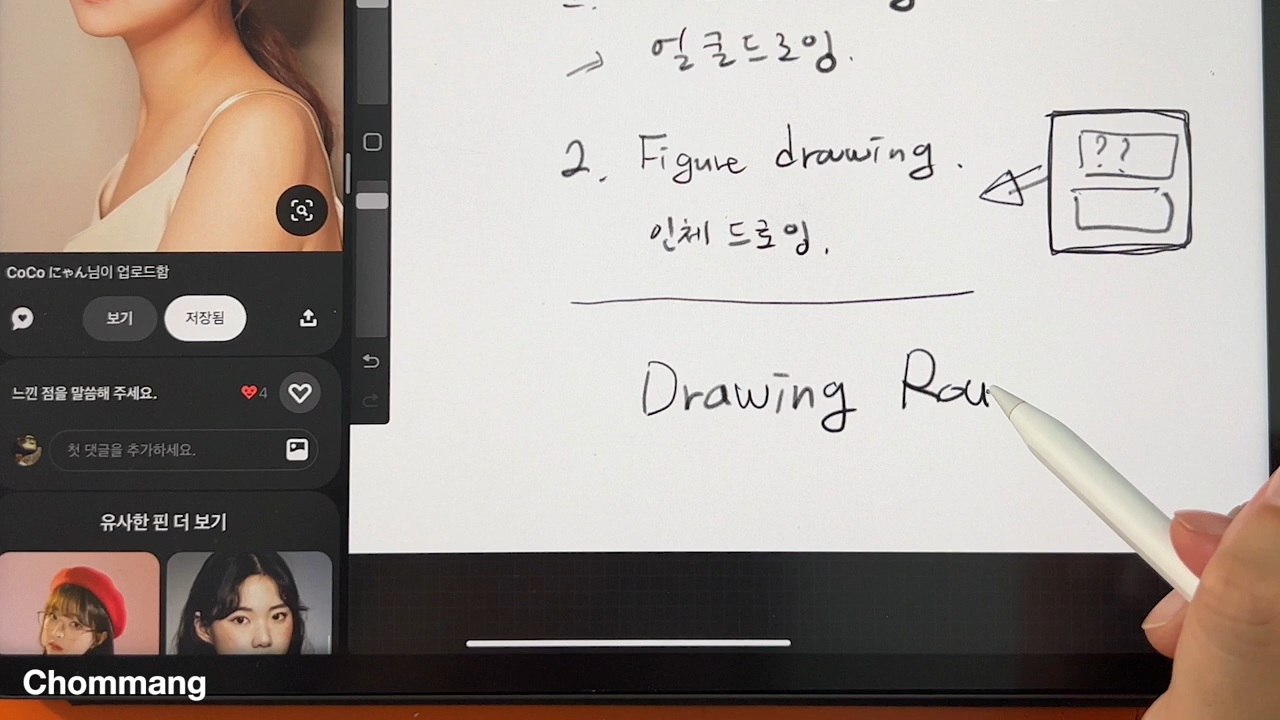 얼굴드로잉.
2. Figure drawing.
??
인체 드로잉.
Drawing Rou
CoCo にゃん님이 업로드함
보기
저장됨
느낀 점을 말씀해 주세요.
4
첫 댓글을 추가하세요.
유사한 핀 더 보기
Chommang